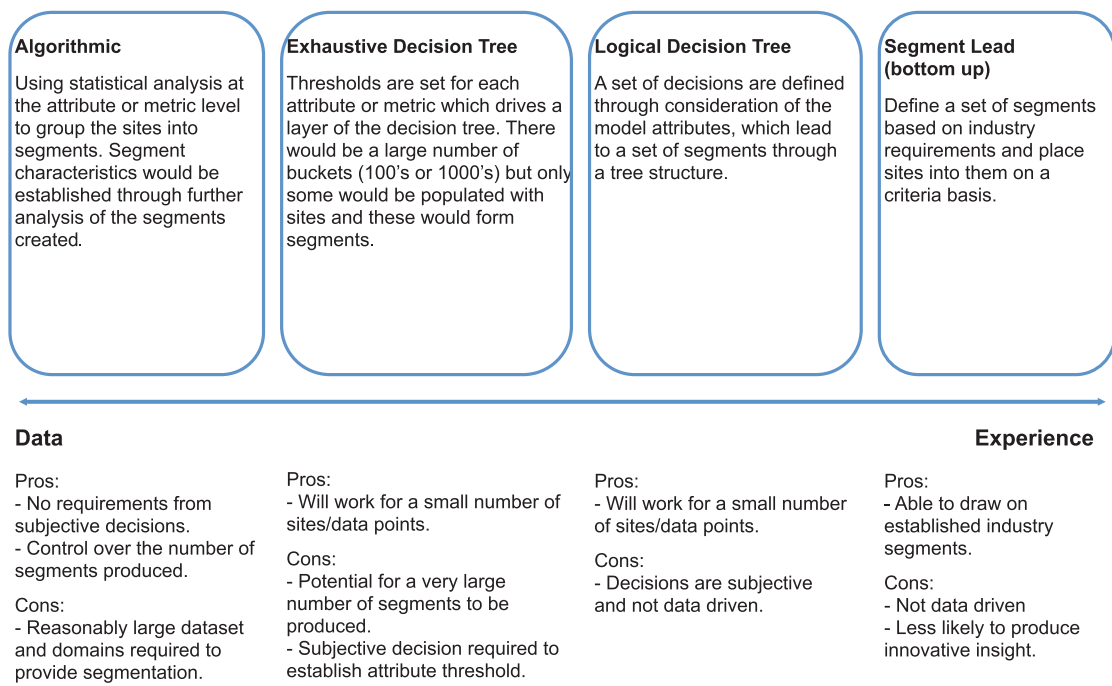 Algorithmic
Using statistical analysis at
the attribute or metric level
to group the sites into
segments. Segment
characteristics would be
established through further
analysis of the segments
created.
Exhaustive Decision Tree
Thresholds are set for each
attribute or metric which drives a
layer of the decision tree. There
would be a large number of
buckets (100’s or 1000’s) but only
some would be populated with
sites and these would form
segments.
Logical Decision Tree
A set of decisions are defined
through consideration of the
model attributes, which lead
to a set of segments through
a tree structure.
Segment Lead
(bottom up)
Define a set of segments
based on industry
requirements and place
sites into them on a
criteria basis.
Data
Experience
Pros:
- No requirements from
subjective decisions.
- Control over the number of
segments produced.
Cons:
- Reasonably large dataset
and domains required to
provide segmentation.
Pros:
- Will work for a small number of
sites/data points.
Cons:
- Potential for a very large
number of segments to be
produced.
- Subjective decision required to
establish attribute threshold.
Pros:
- Will work for a small number
of sites/data points.
Cons:
- Decisions are subjective
and not data driven.
Pros:
- Able to draw on
established industry
segments.
Cons:
- Not data driven
- Less likely to produce
innovative insight.